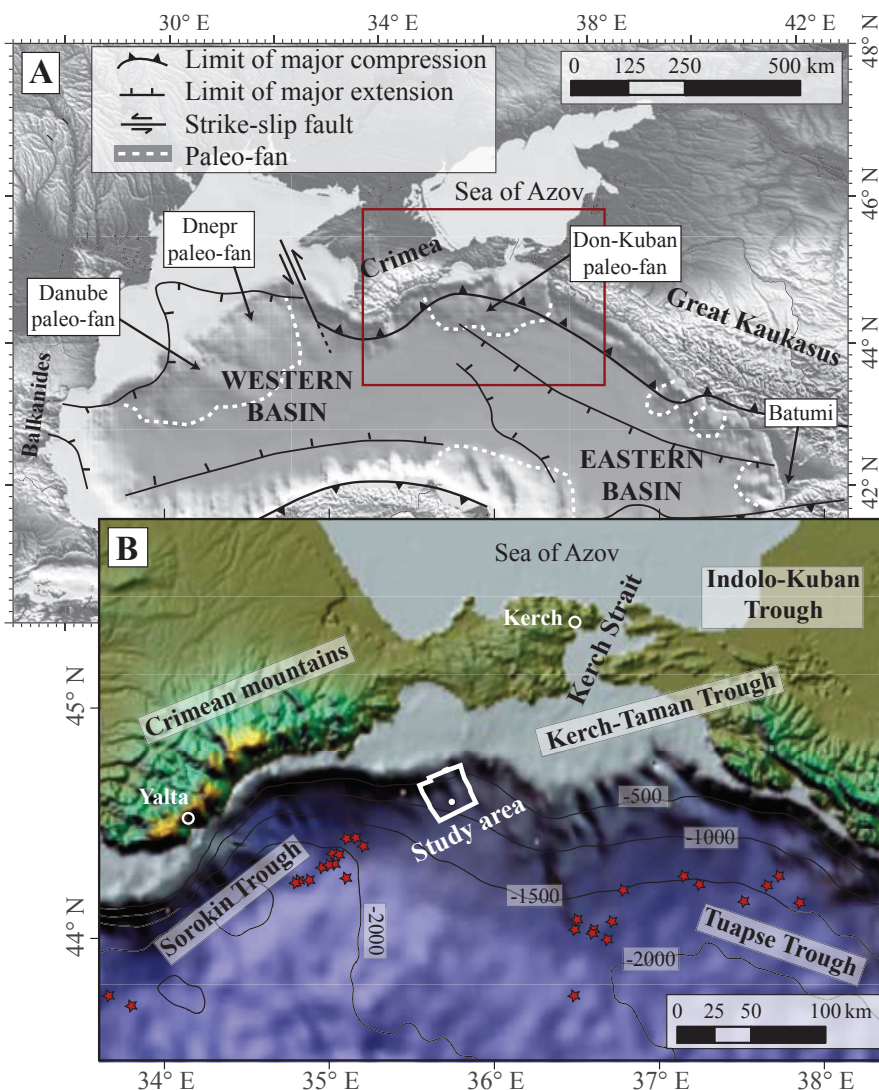 30° E
34° E
38° E
42° E
A
Limit of major compression
Limit of major extension
Strike-slip fault
Paleo-fan
0 125 250 500 km
48° N
46° N
44° N
42° N
Sea of Azov
Dnepr
paleo-fan
Crimea
Don-Kuban
paleo-fan
Danube
paleo-fan
Great Kaukasus
Balkanides
WESTERN
BASIN
Batumi
EASTERN
BASIN
B
Sea of Azov
Indolo-Kuban
Trough
Kerch
Kerch Strait
Crimean mountains
Kerch-Taman Trough
45° N
Yalta
Study area
-500
-1000
-1500
Sorokin Trough
-2000
Tuapse Trough
44° N
-2000
0 25 50 100 km
34° E
35° E
36° E
37° E
38° E